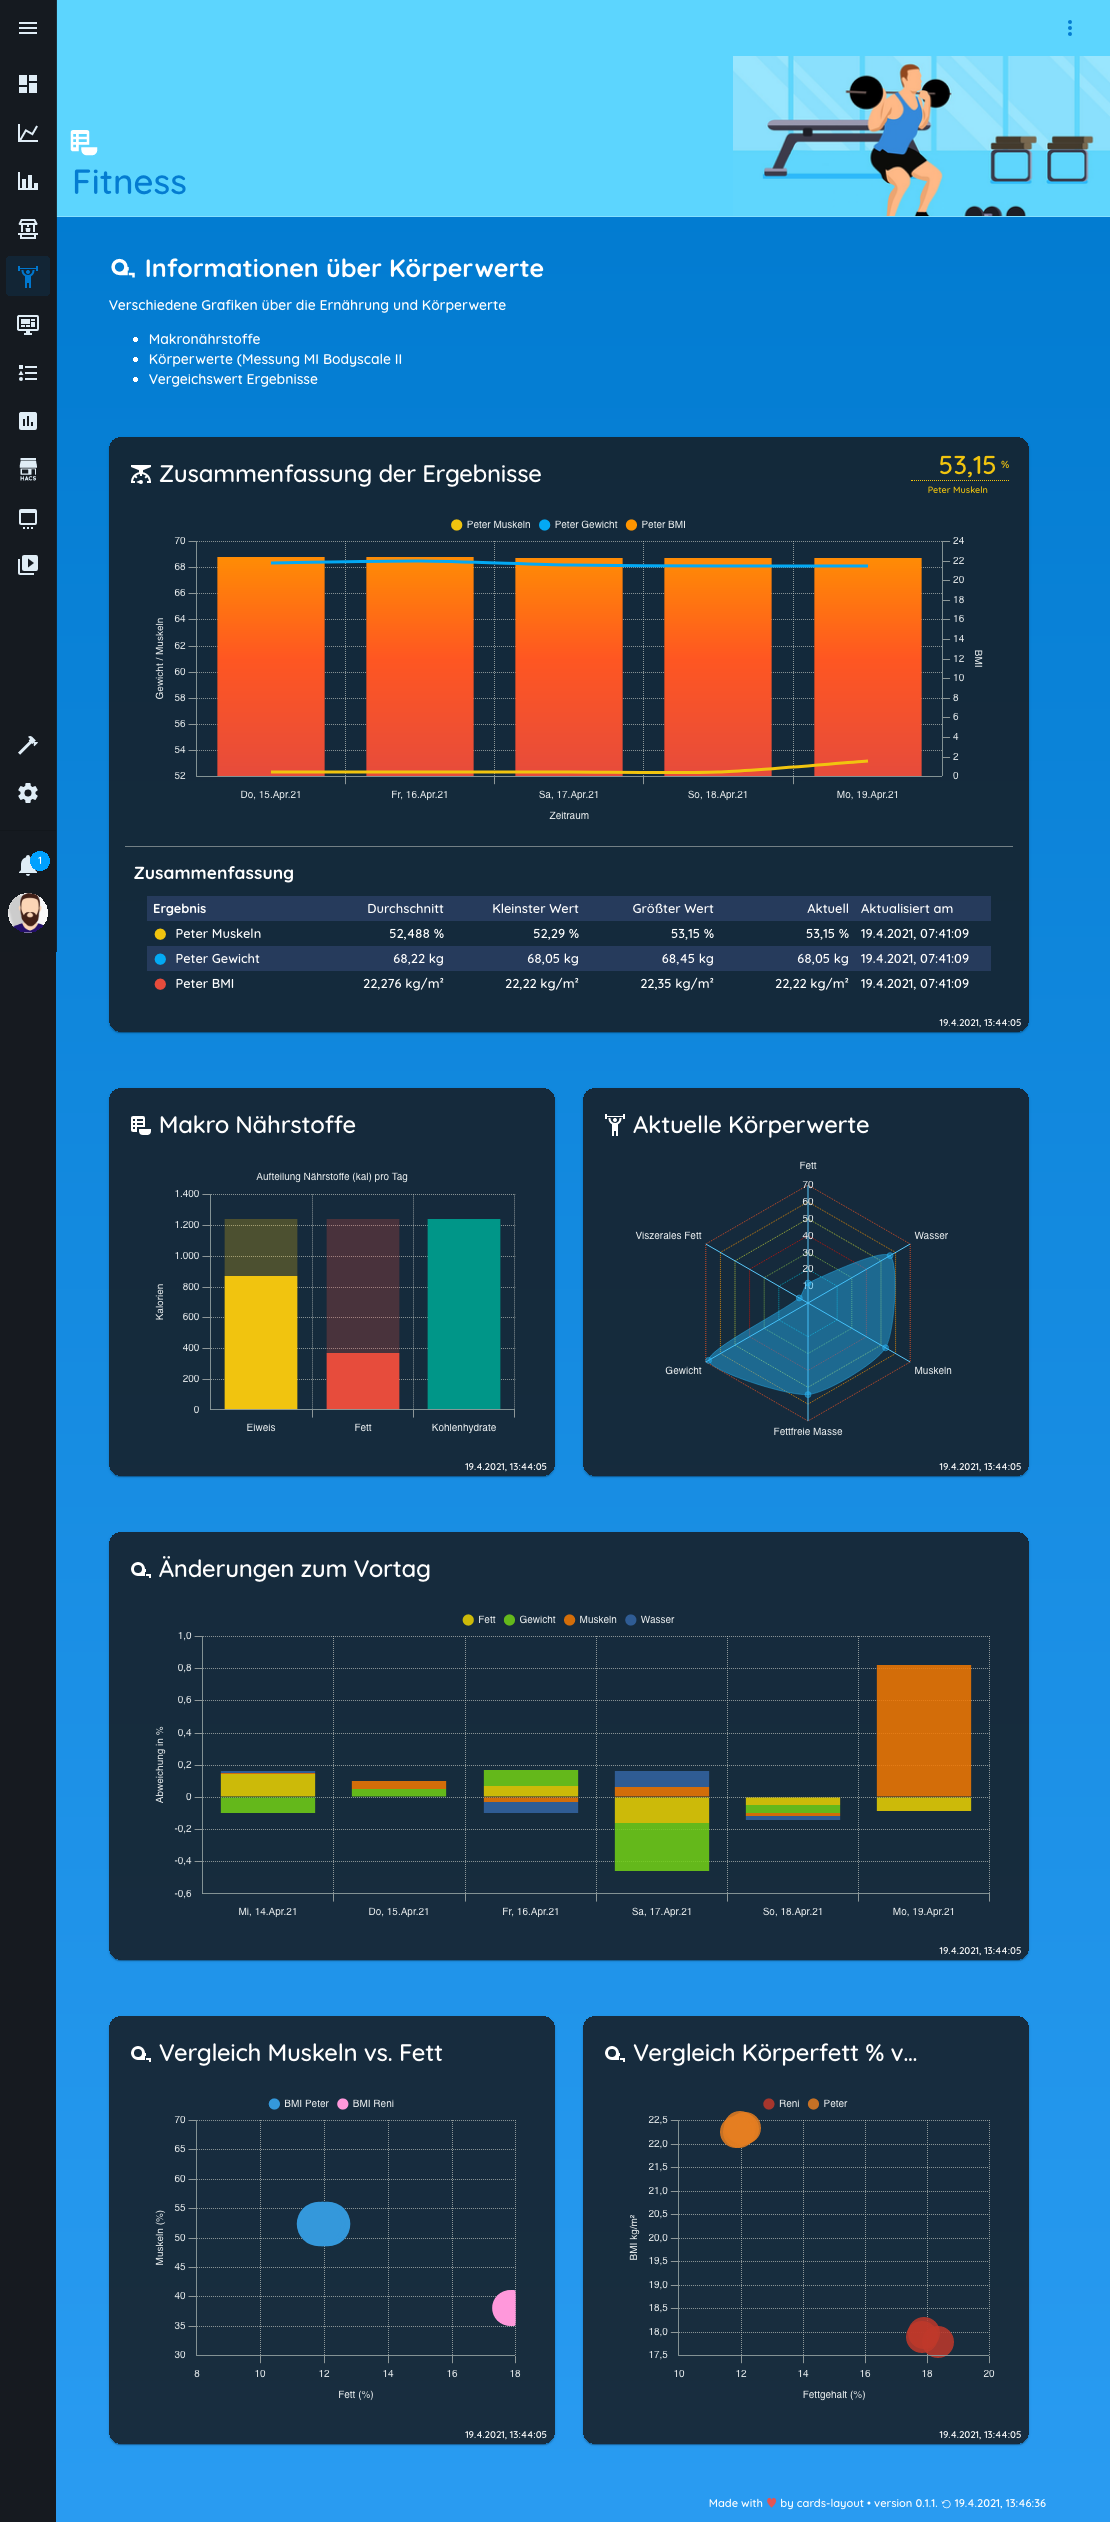 Fitness
Informationen über Körperwerte
Verschiedene Grafiken über die Ernährung und Körperwerte
Makronährstoffe
Körperwerte (Messung MI Bodyscale II
Vergeichswert Ergebnisse
HACS
1
Zusammenfassung der Ergebnisse
53,15 %
Peter Muskeln
Peter Muskeln Peter Gewicht Peter BMI
70
68
66
64
62
60
58
56
54
52
Gewicht / Muskeln
24
22
20
18
16
14
12
10
8
6
4
2
0
BMI
Do, 15.Apr.21 Fr, 16.Apr.21 Sa, 17.Apr.21 So, 18.Apr.21 Mo, 19.Apr.21
Zeitraum
Zusammenfassung
Ergebnis Durchschnitt Kleinster Wert Größter Wert Aktuell Aktualisiert am
Peter Muskeln 52,488 % 52,29 % 53,15 % 53,15 % 19.4.2021, 07:41:09
Peter Gewicht 68,22 kg 68,05 kg 68,45 kg 68,05 kg 19.4.2021, 07:41:09
Peter BMI 22,276 kg/m² 22,22 kg/m² 22,35 kg/m² 22,22 kg/m² 19.4.2021, 07:41:09
19.4.2021, 13:44:05
Makro Nährstoffe
Aufteilung Nährstoffe (kal) pro Tag
1.400
1.200
1.000
800
600
400
200
0
Kalorien
Eiweis Fett Kohlenhydrate
19.4.2021, 13:44:05
Aktuelle Körperwerte
Fett
70
60
50
40
30
20
10
Viszerales Fett
Wasser
Gewicht
Muskeln
Fettfreie Masse
19.4.2021, 13:44:05
Änderungen zum Vortag
Fett Gewicht Muskeln Wasser
1,0
0,8
0,6
0,4
0,2
0
-0,2
-0,4
-0,6
Abweichung in %
Mi, 14.Apr.21 Do, 15.Apr.21 Fr, 16.Apr.21 Sa, 17.Apr.21 So, 18.Apr.21 Mo, 19.Apr.21
19.4.2021, 13:44:05
Vergleich Muskeln vs. Fett
BMI Peter BMI Reni
70
65
60
55
50
45
40
35
30
Muskeln (%)
8 10 12 14 16 18
Fett (%)
19.4.2021, 13:44:05
Vergleich Körperfett % v...
Reni Peter
22,5
22,0
21,5
21,0
20,5
20,0
19,5
19,0
18,5
18,0
17,5
BMI kg/m²
10 12 14 16 18 20
Fettgehalt (%)
19.4.2021, 13:44:05
Made with by cards-layout • version 0.1.1. 19.4.2021, 13:46:36